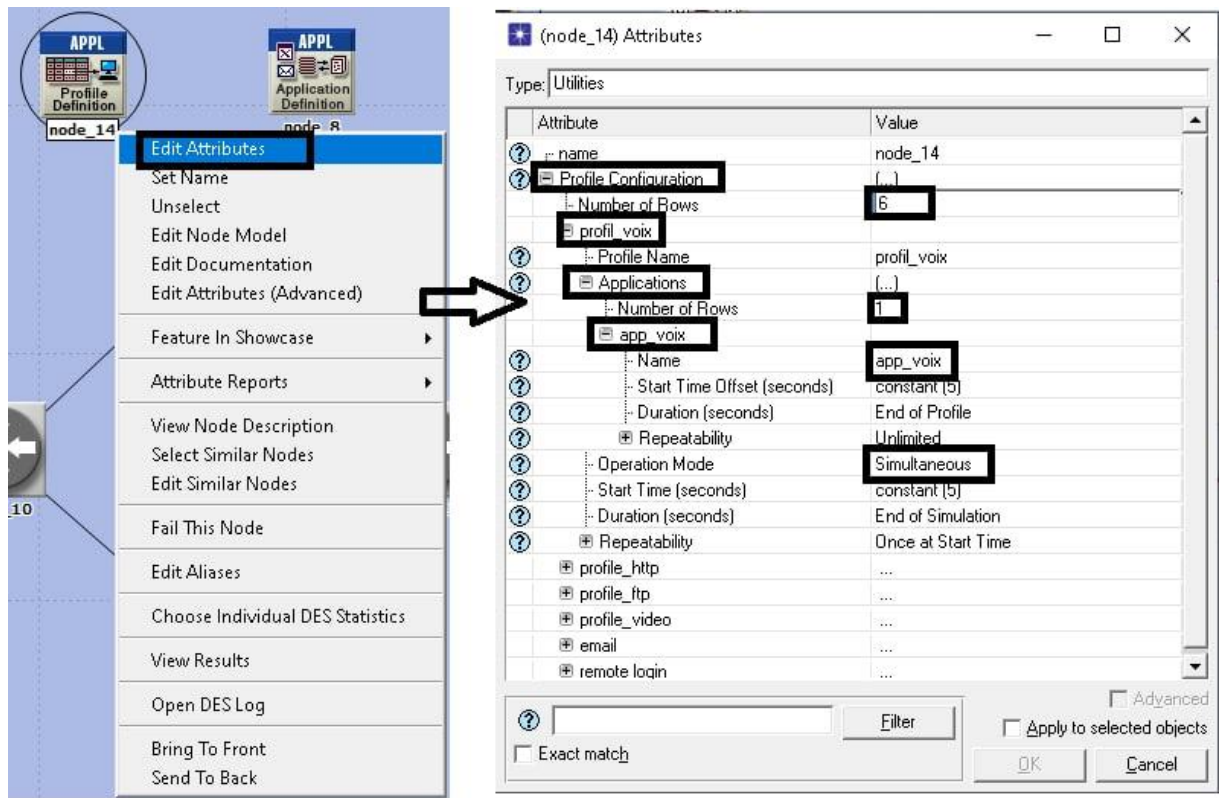 APPL
Profiile
Definition
node_14
APPL
Application
Definition
node_8
Edit Attributes
Set Name
Unselect
Edit Node Model
Edit Documentation
Edit Attributes (Advanced)
Feature In Showcase
Attribute Reports
View Node Description
Select Similar Nodes
Edit Similar Nodes
Fail This Node
Edit Aliases
Choose Individual DES Statistics
View Results
Open DES Log
Bring To Front
Send To Back
_10
(node_14) Attributes
Type: Utilities
Attribute Value
name node_14
Profile Configuration (...)
Number of Rows 6
profil_voix
Profile Name profil_voix
Applications (...)
Number of Rows 1
app_voix
Name app_voix
Start Time Offset (seconds) constant (5)
Duration (seconds) End of Profile
Repeatability Unlimited
Operation Mode Simultaneous
Start Time (seconds) constant (5)
Duration (seconds) End of Simulation
Repeatability Once at Start Time
profile_http ...
profile_ftp ...
profile_video ...
email ...
remote login ...
Advanced
Filter
Apply to selected objects
Exact match
OK Cancel